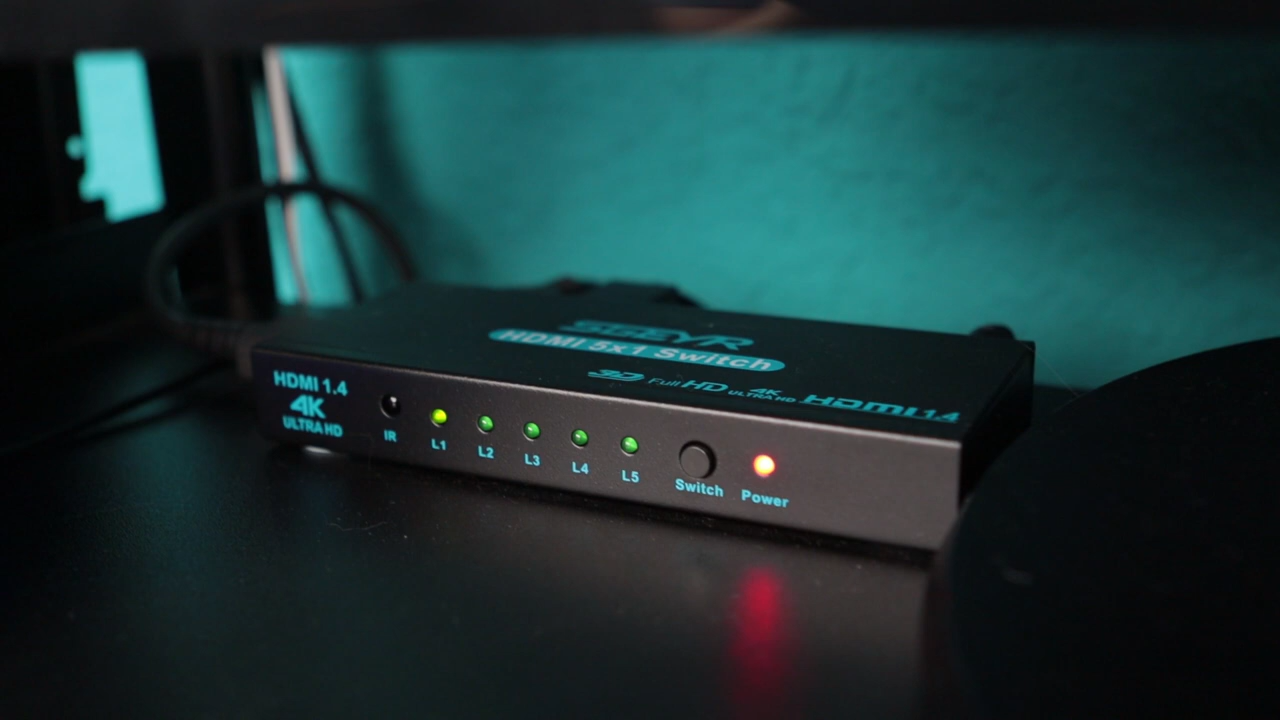 SGEYR
HDMI 5x1 Switch
3D Full HD 4K ULTRA HD HDMI 1.4
HDMI 1.4
4K
ULTRA HD
IR L1 L2 L3 L4 L5 Switch Power